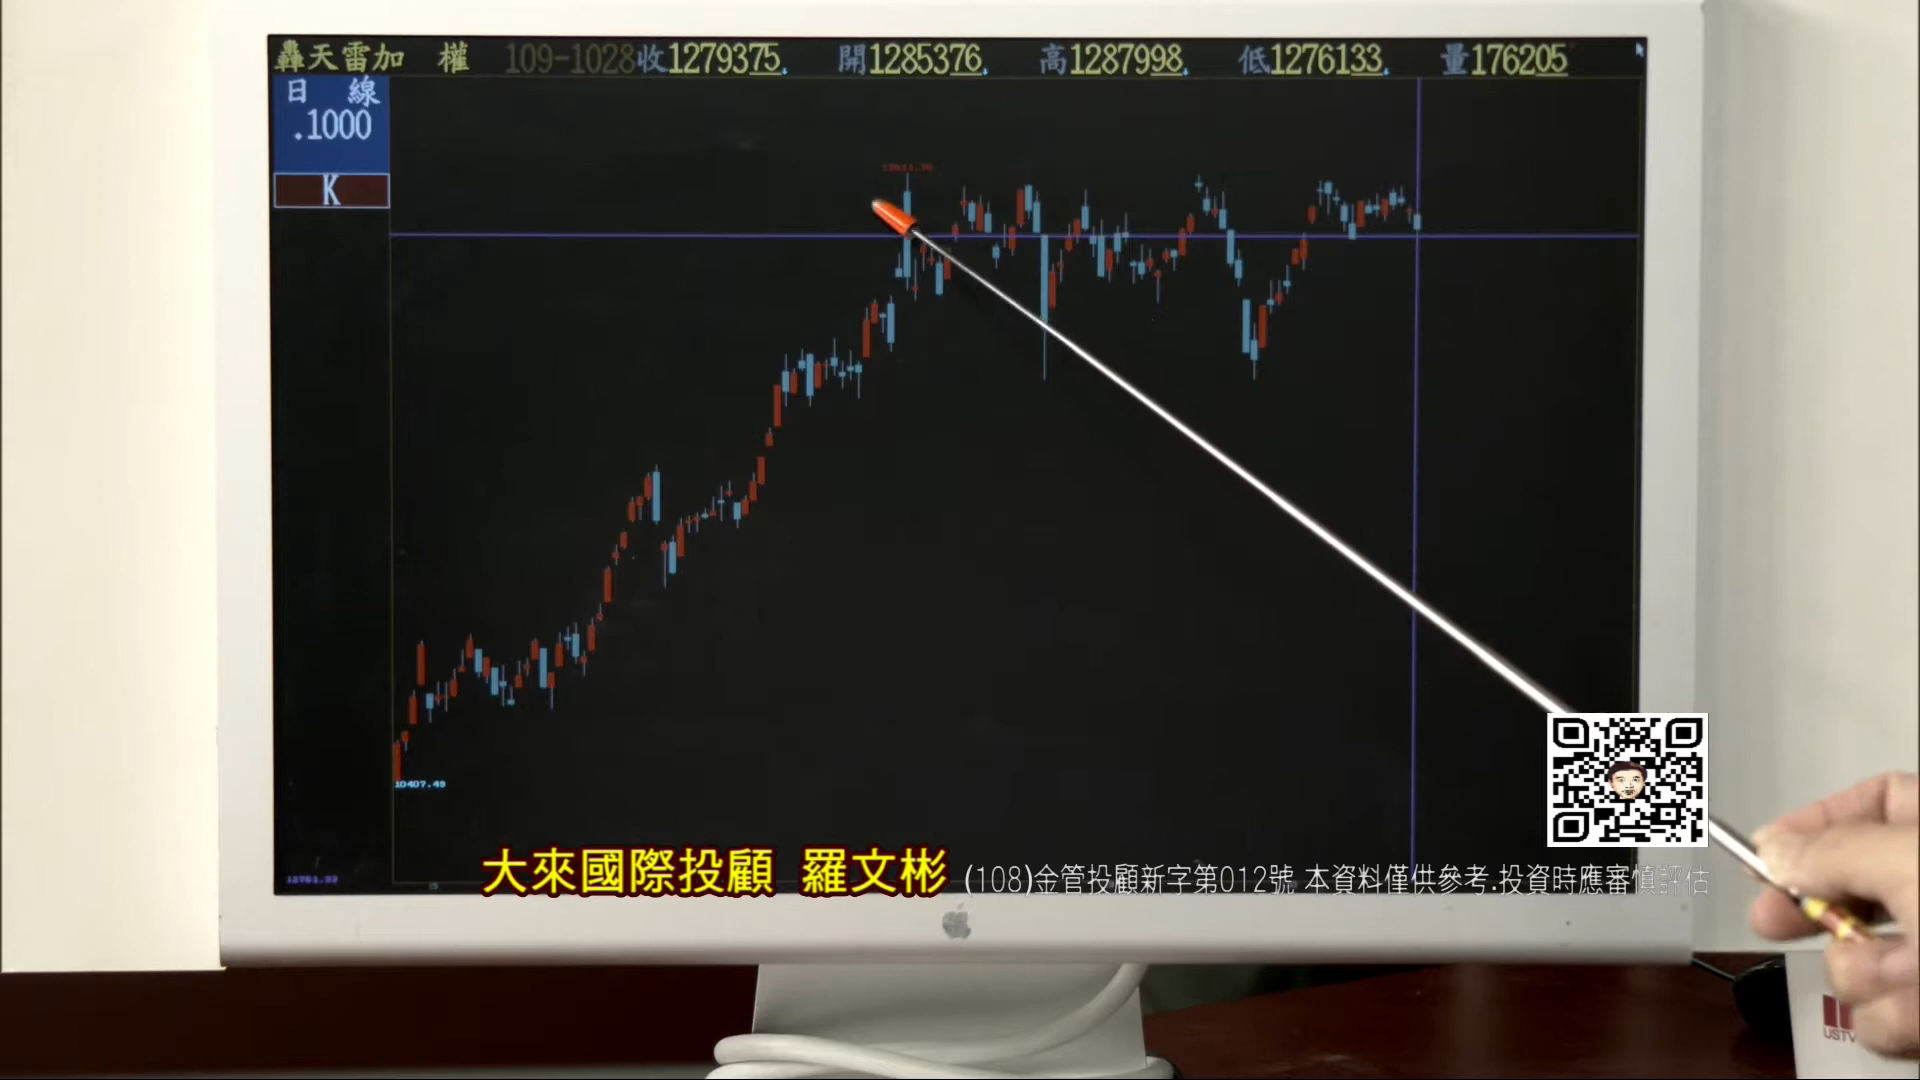 轟天雷加 權 109-1028收1279375 開1285376 高1287998 低1276133 量176205
日 線
.1000
K
10407.49
12761.33
大來國際投顧 羅文彬 (108)金管投顧新字第012號 本資料僅供參考.投資時應審慎評估
USTV